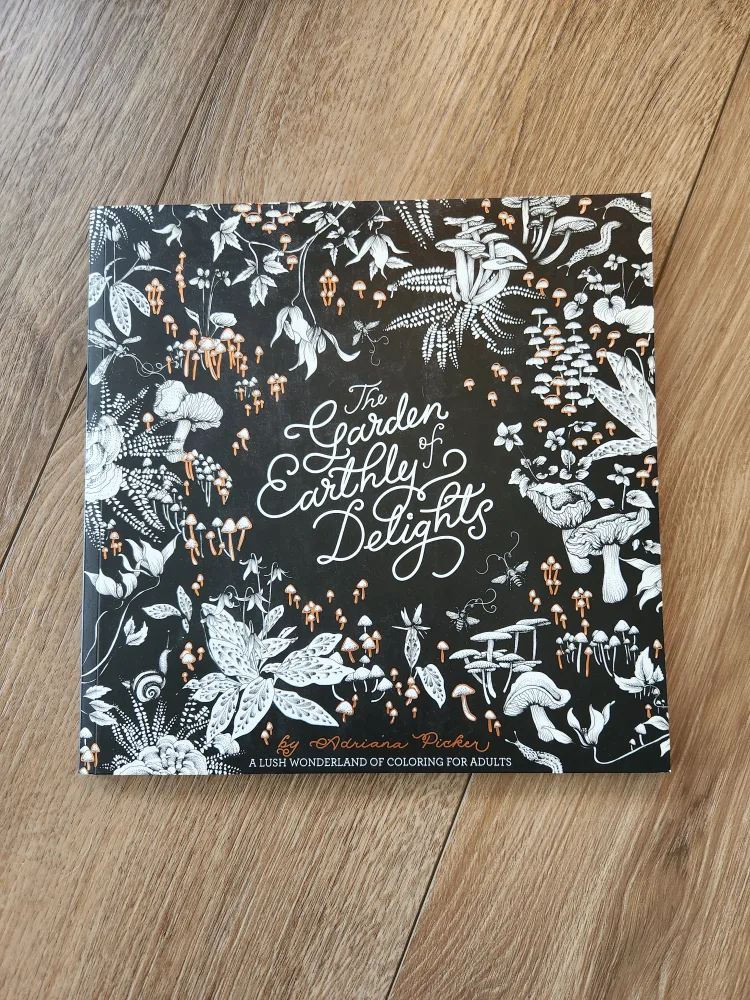 The
Garden
of
Earthly
Delights
by Adriana Picker
A LUSH WONDERLAND OF COLORING FOR ADULTS